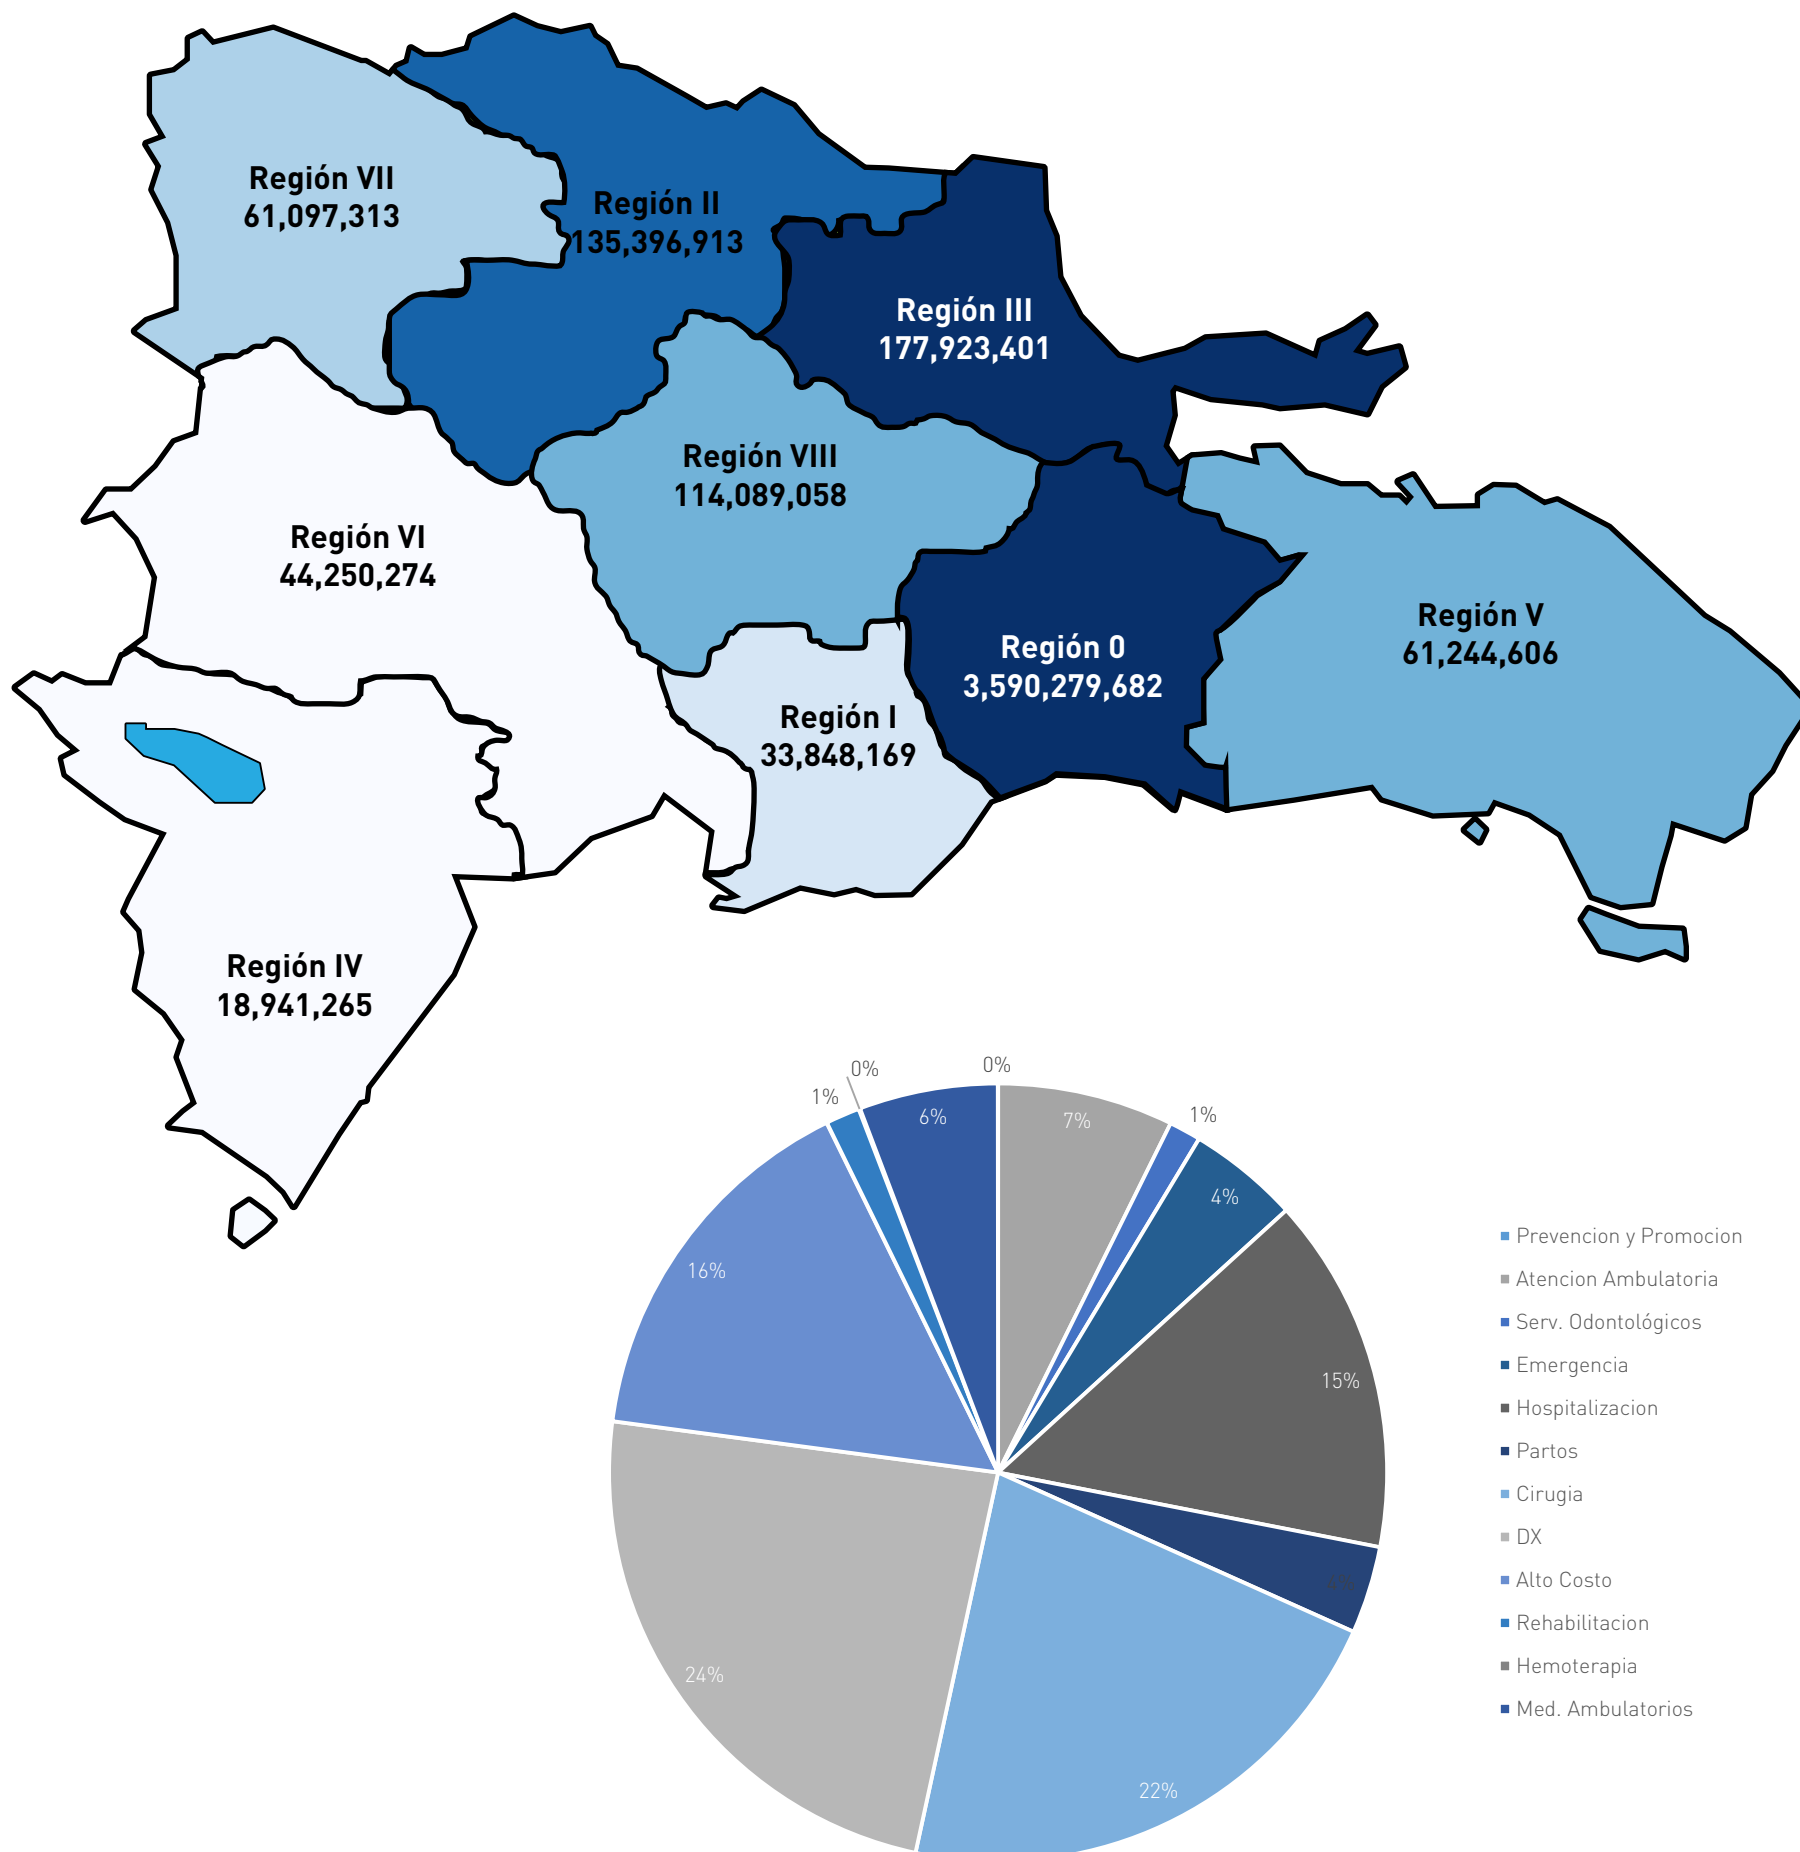 Región VII
61,097,313
Región II
135,396,913
Región III
177,923,401
Región VIII
114,089,058
Región VI
44,250,274
Región V
61,244,606
Región 0
3,590,279,682
Región I
33,848,169
Región IV
18,941,265
0%
0%
1%
6%
7%
1%
4%
16%
15%
24%
22%
Prevencion y Promocion
Atencion Ambulatoria
Serv. Odontológicos
Emergencia
Hospitalizacion
Partos
Cirugia
DX
Alto Costo
Rehabilitacion
Hemoterapia
Med. Ambulatorios